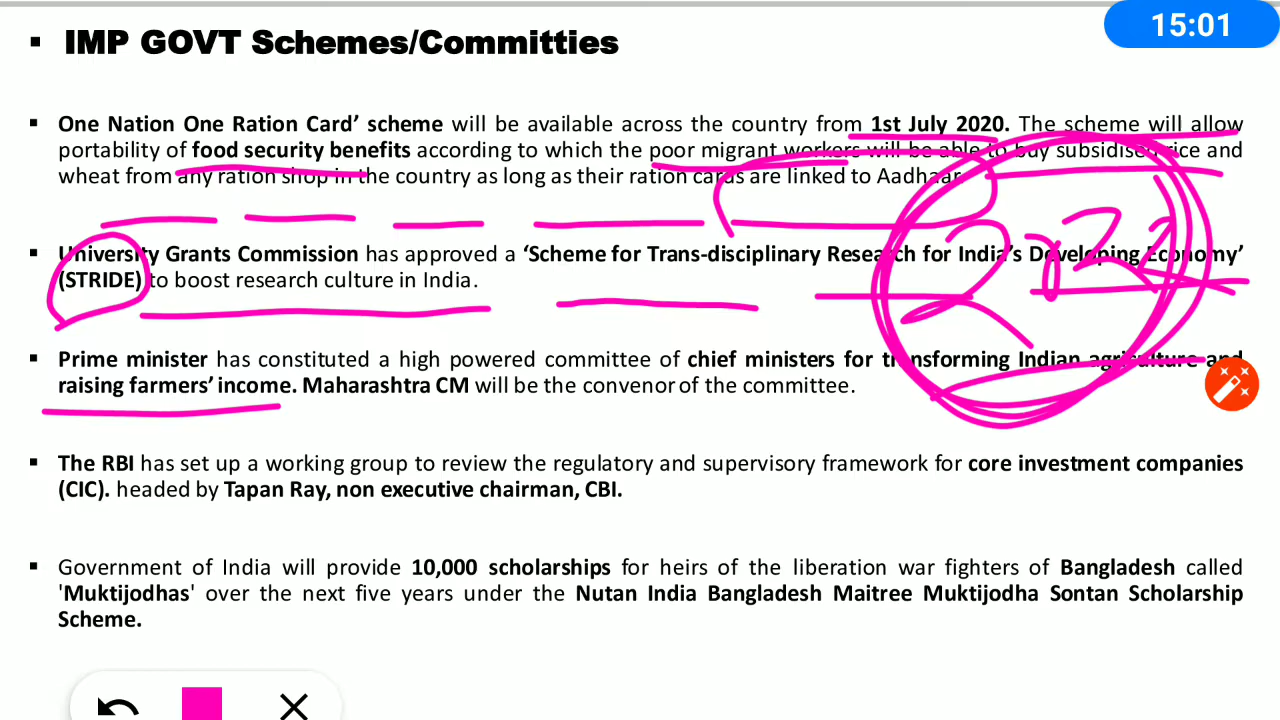 15:01
IMP GOVT Schemes/Committies
One Nation One Ration Card’ scheme will be available across the country from 1st July 2020. The scheme will allow
portability of food security benefits according to which the poor migrant workers will be able to buy subsidised rice and
wheat from any ration shop in the country as long as their ration cards are linked to Aadhaar.
University Grants Commission has approved a ‘Scheme for Trans-disciplinary Research for India’s Developing Economy’
(STRIDE) to boost research culture in India.
Prime minister has constituted a high powered committee of chief ministers for transforming Indian agriculture and
raising farmers’ income. Maharashtra CM will be the convenor of the committee.
The RBI has set up a working group to review the regulatory and supervisory framework for core investment companies
(CIC). headed by Tapan Ray, non executive chairman, CBI.
Government of India will provide 10,000 scholarships for heirs of the liberation war fighters of Bangladesh called
'Muktijodhas' over the next five years under the Nutan India Bangladesh Maitree Muktijodha Sontan Scholarship
Scheme.